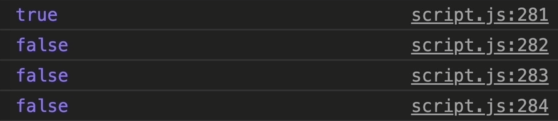 true script.js:281
false script.js:282
false script.js:283
false script.js:284